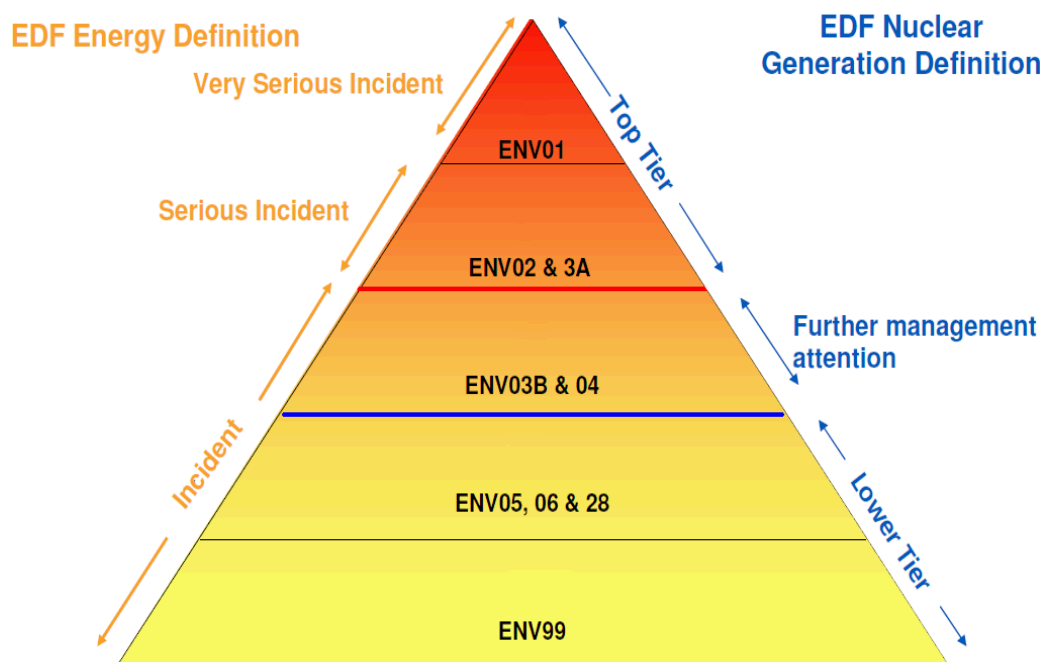 EDF Energy Definition
EDF Nuclear
Generation Definition
Very Serious Incident
Top Tier
ENV01
Serious Incident
ENV02 & 3A
Further management
attention
ENV03B & 04
Incident
Lower Tier
ENV05, 06 & 28
ENV99